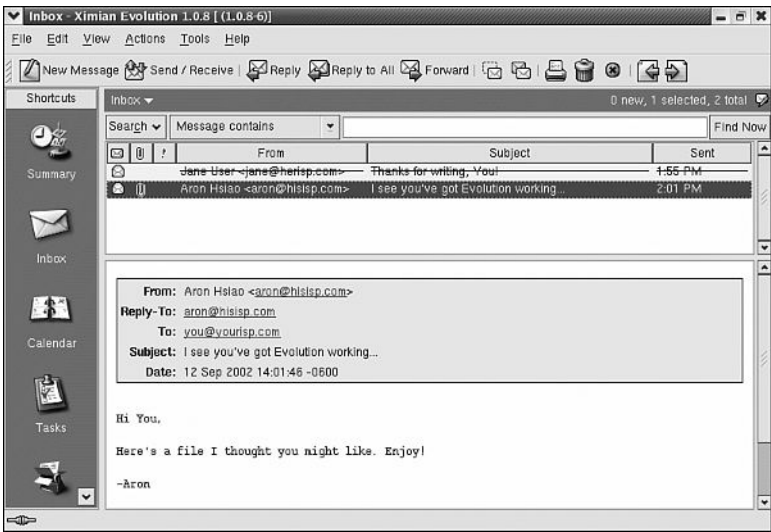 Inbox - Ximian Evolution 1.0.8 [ (1.0.8-6)]
File Edit View Actions Tools Help
New Message Send / Receive Reply Reply to All Forward
Shortcuts
Inbox
0 new, 1 selected, 2 total
Search Message contains Find Now
! From Subject Sent
Jane User <jane@herisp.com> Thanks for writing, You! 1:55 PM
Aron Hsiao <aron@hisisp.com> I see you've got Evolution working... 2:01 PM
Summary
Inbox
Calendar
Tasks
From: Aron Hsiao <aron@hisisp.com>
Reply-To: aron@hisisp.com
To: you@yourisp.com
Subject: I see you've got Evolution working...
Date: 12 Sep 2002 14:01:46 -0600
Hi You,
Here's a file I thought you night like. Enjoy!
-Aron